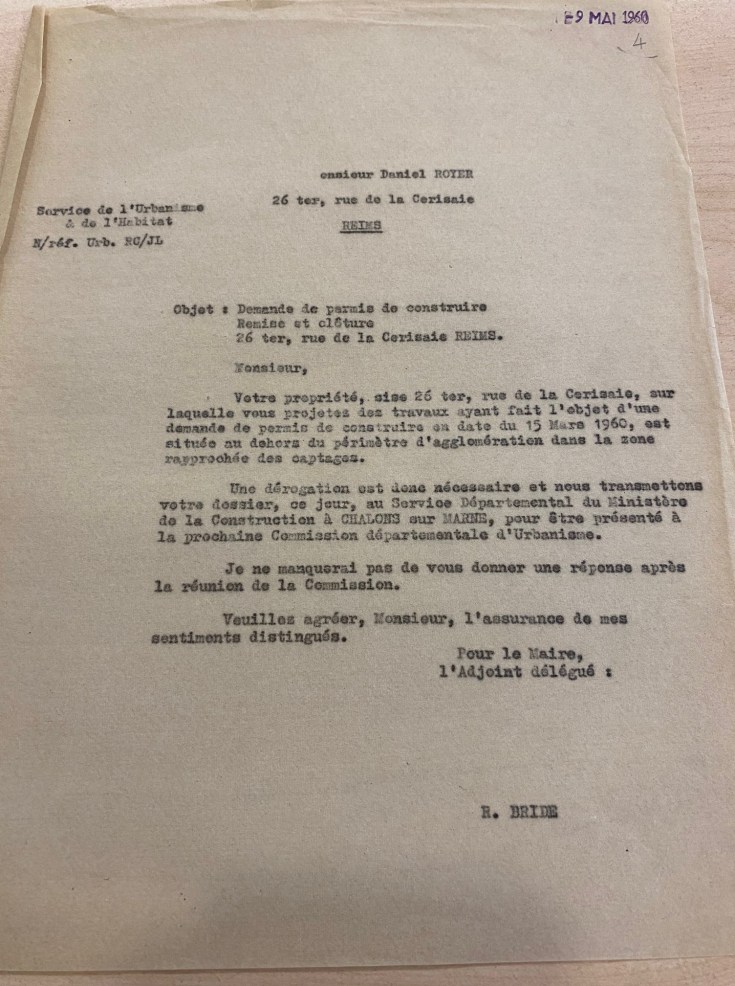 LE 9 MAI 1960
4
onsieur Daniel ROYER
26 ter, rue de la Cerisaie
REIMS
Service de l'Urbanisme
& de l'Habitat
N/réf. Urb. RC/JL
Objet : Demande de permis de construire
Remise et clôture
26 ter, rue de la Cerisaie REIMS.
Monsieur,
Votre propriété, sise 26 ter, rue de la Cerisaie, sur
laquelle vous projetez des travaux ayant fait l'objet d'une
demande de permis de construire en date du 15 Mars 1960, est
située au dehors du périmètre d'agglomération dans la zone
rapprochée des captages.
Une dérogation est donc nécessaire et nous transmettons
votre dossier, ce jour, au Service Départemental du Ministère
de la Construction à CHALONS sur MARNE, pour être présenté à
la prochaine Commission départementale d'Urbanisme.
Je ne manquerai pas de vous donner une réponse après
la réunion de la Commission.
Veuillez agréer, Monsieur, l'assurance de mes
sentiments distingués.
Pour le Maire,
l'Adjoint délégué :
R. BRIDE